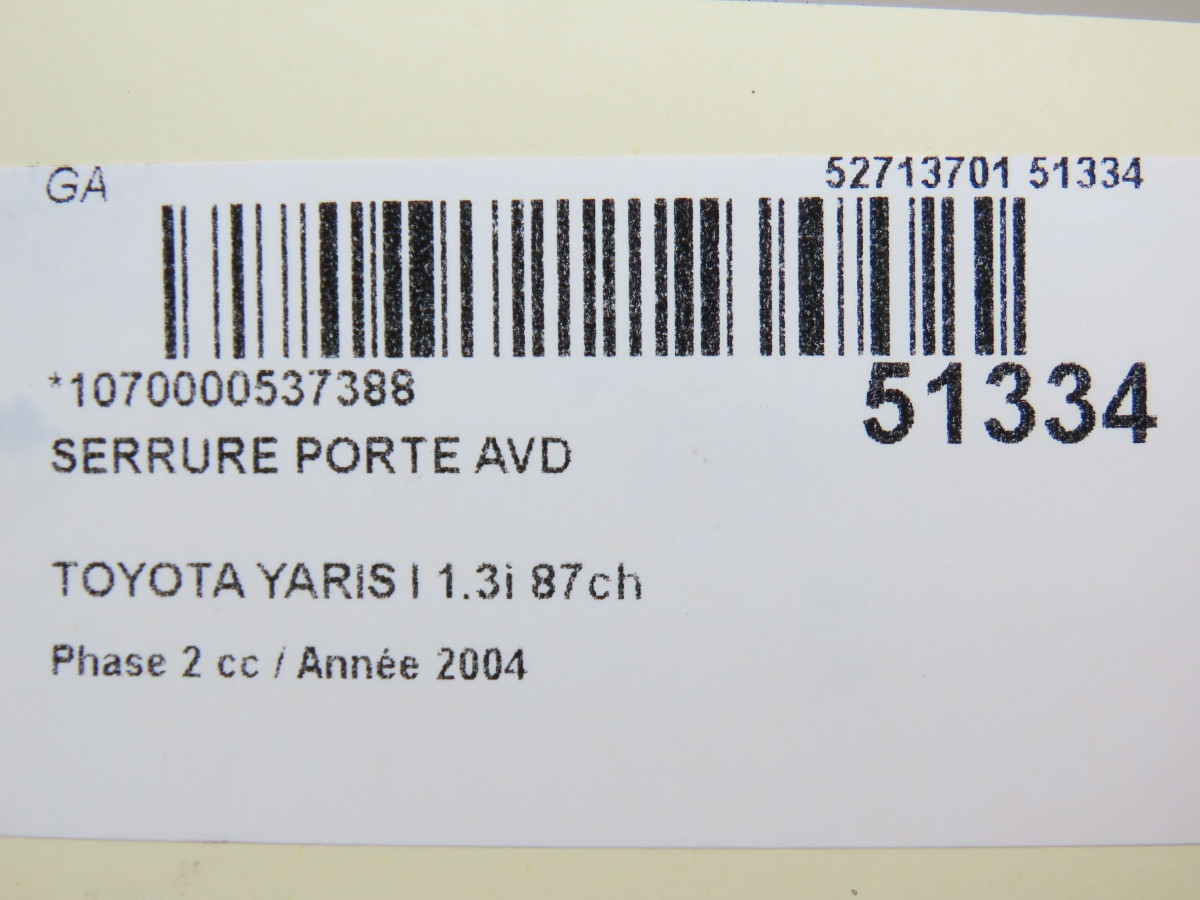 GA
52713701 51334
*1070000537388
51334
SERRURE PORTE AVD
TOYOTA YARIS I 1.3i 87ch
Phase 2 cc / Année 2004